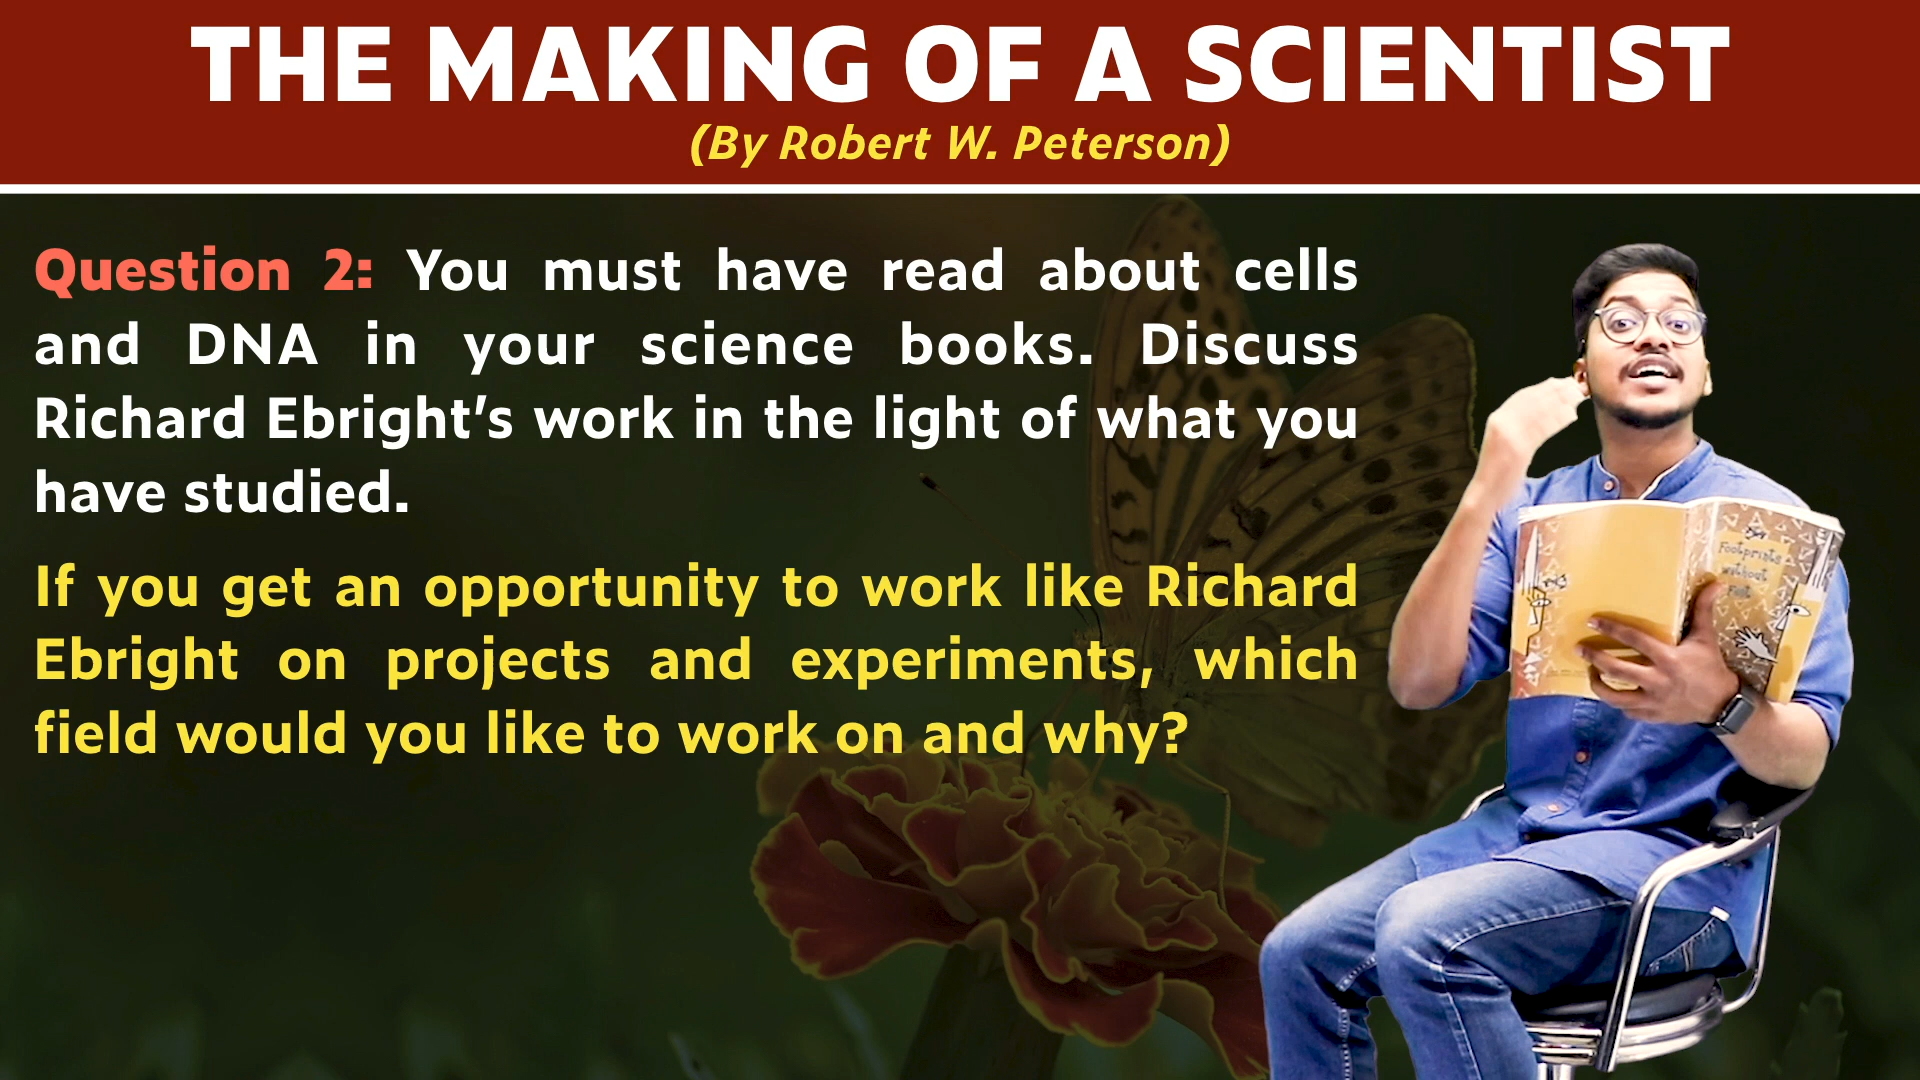 THE MAKING OF A SCIENTIST
(By Robert W. Peterson)
Question 2: You must have read about cells
and DNA in your science books. Discuss
Richard Ebright's work in the light of what you
have studied.
If you get an opportunity to work like Richard
Ebright on projects and experiments, which
field would you like to work on and why?
Footprints
without
Feet